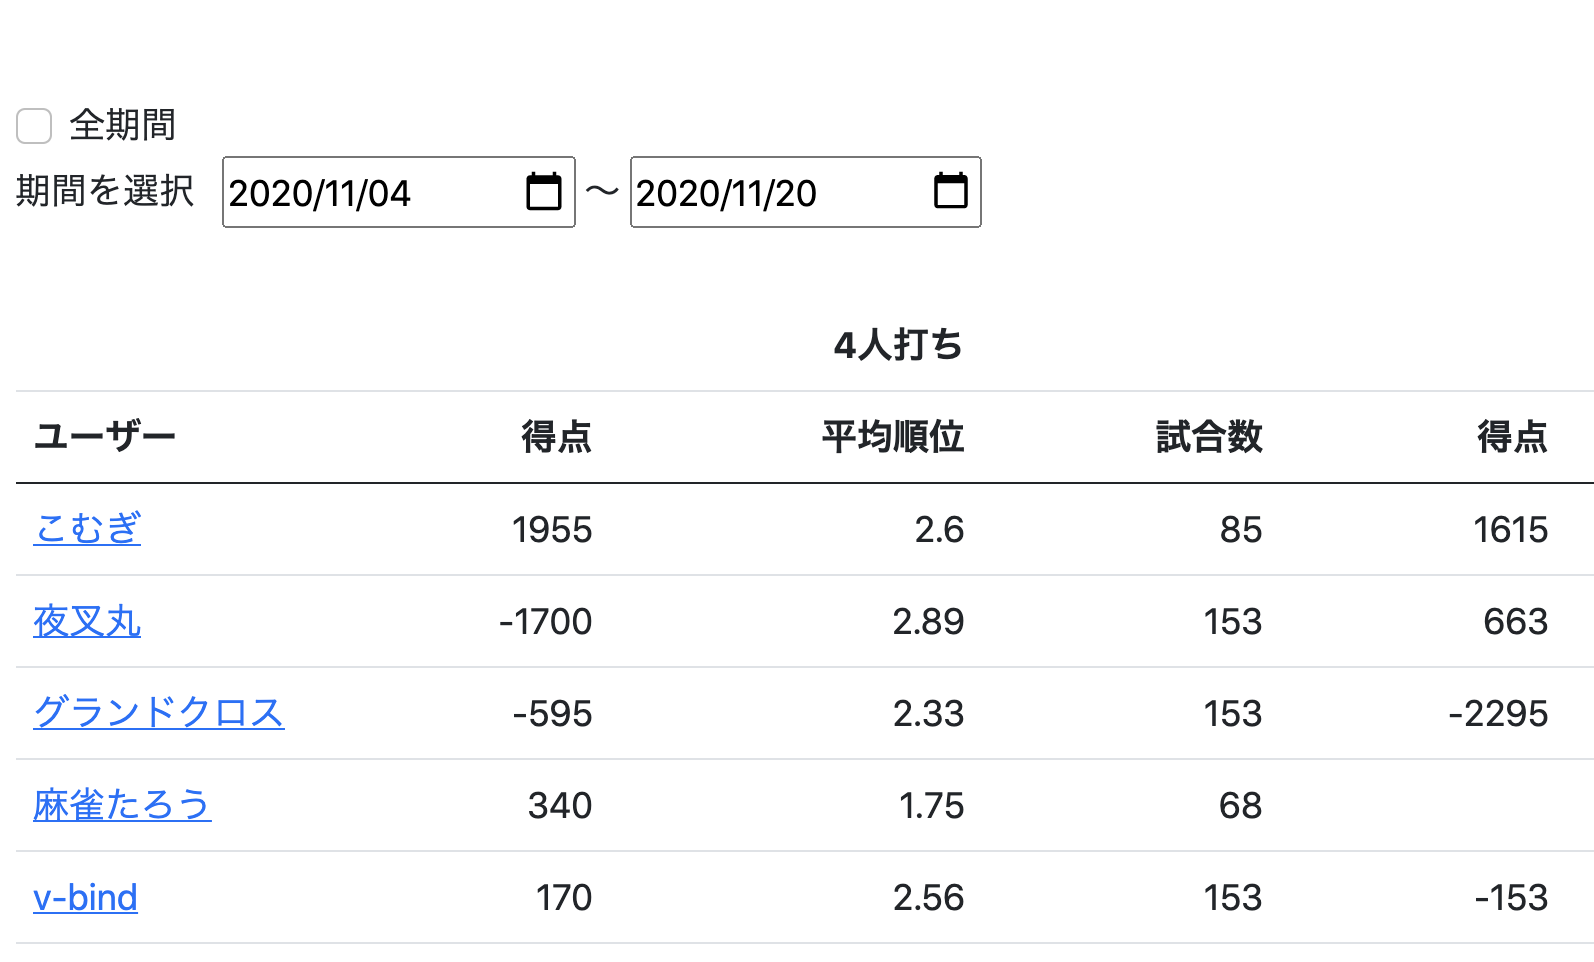 全期間
期間を選択 2020/11/04 〜 2020/11/20
4人打ち
ユーザー 得点 平均順位 試合数 得点
こむぎ 1955 2.6 85 1615
夜叉丸 -1700 2.89 153 663
グランドクロス -595 2.33 153 -2295
麻雀たろう 340 1.75 68
v-bind 170 2.56 153 -153